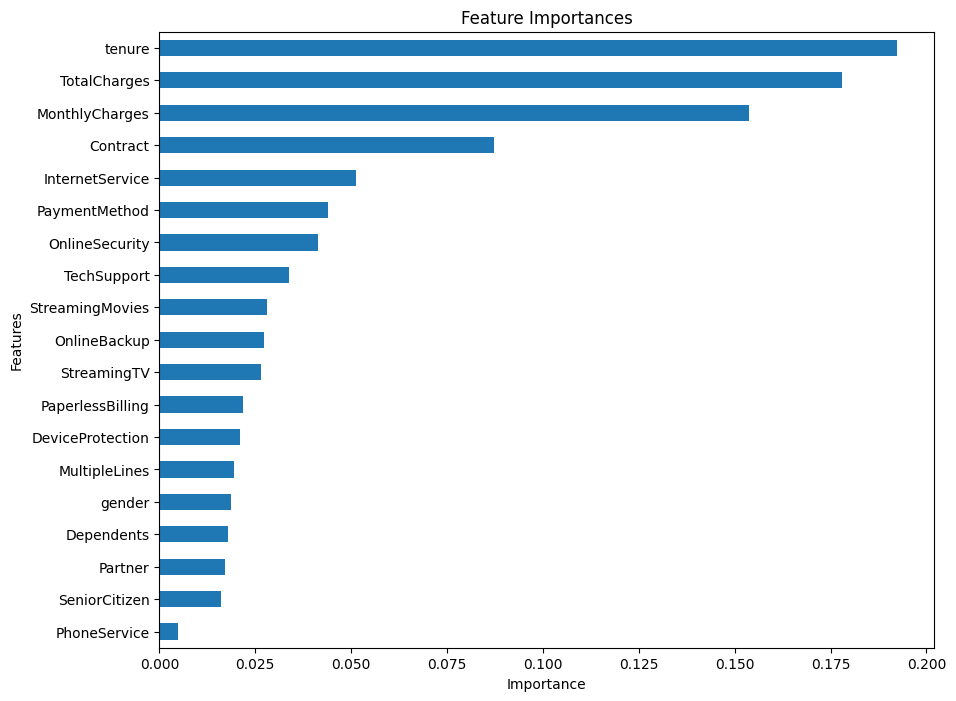 Feature Importances
tenure
TotalCharges
MonthlyCharges
Contract
InternetService
PaymentMethod
OnlineSecurity
TechSupport
StreamingMovies
OnlineBackup
StreamingTV
PaperlessBilling
DeviceProtection
MultipleLines
gender
Dependents
Partner
SeniorCitizen
PhoneService
Features
0.000 0.025 0.050 0.075 0.100 0.125 0.150 0.175 0.200
Importance